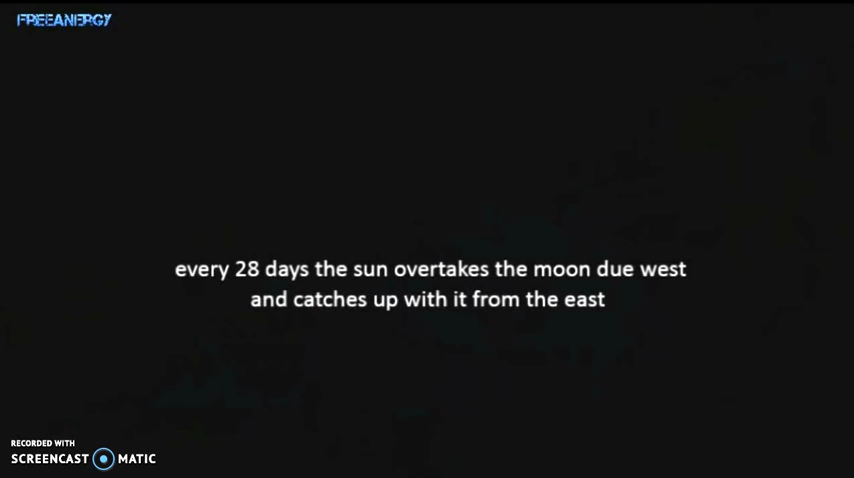 FREEANERGY
every 28 days the sun overtakes the moon due west
and catches up with it from the east
RECORDED WITH
SCREENCAST MATIC